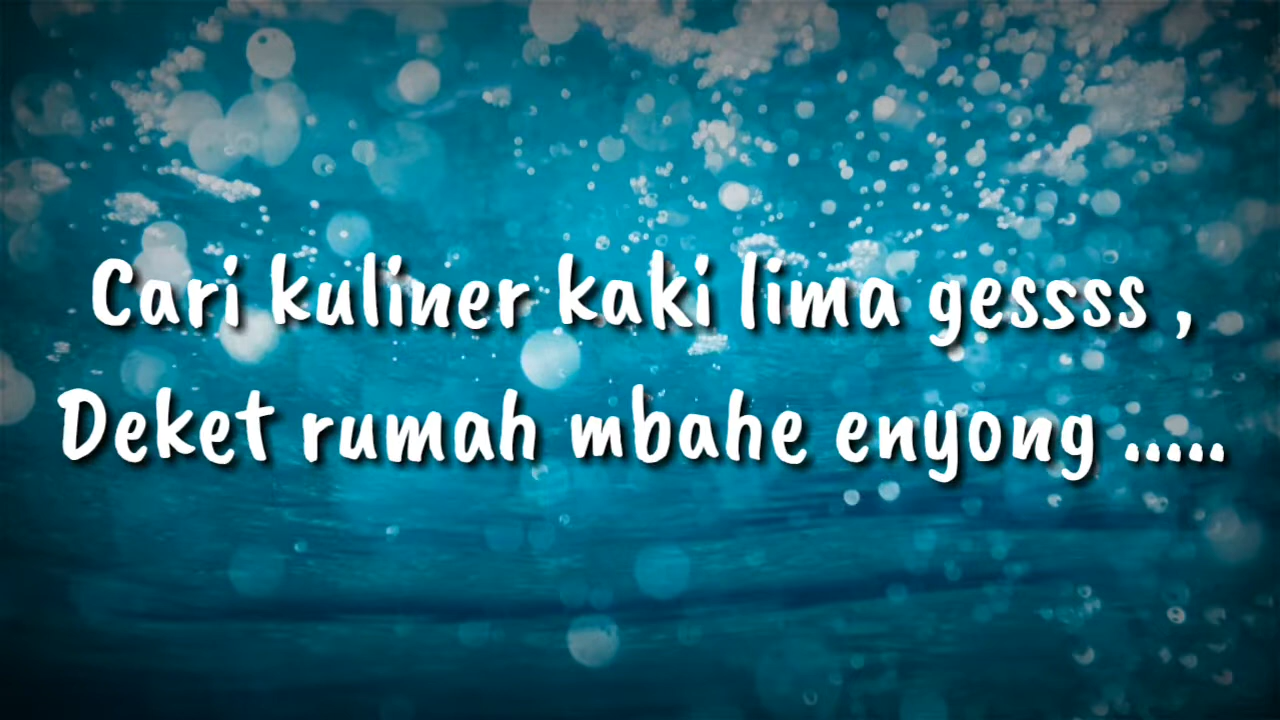 Cari kuliner kaki lima gessss ,
Deket rumah mbahe enyong .....